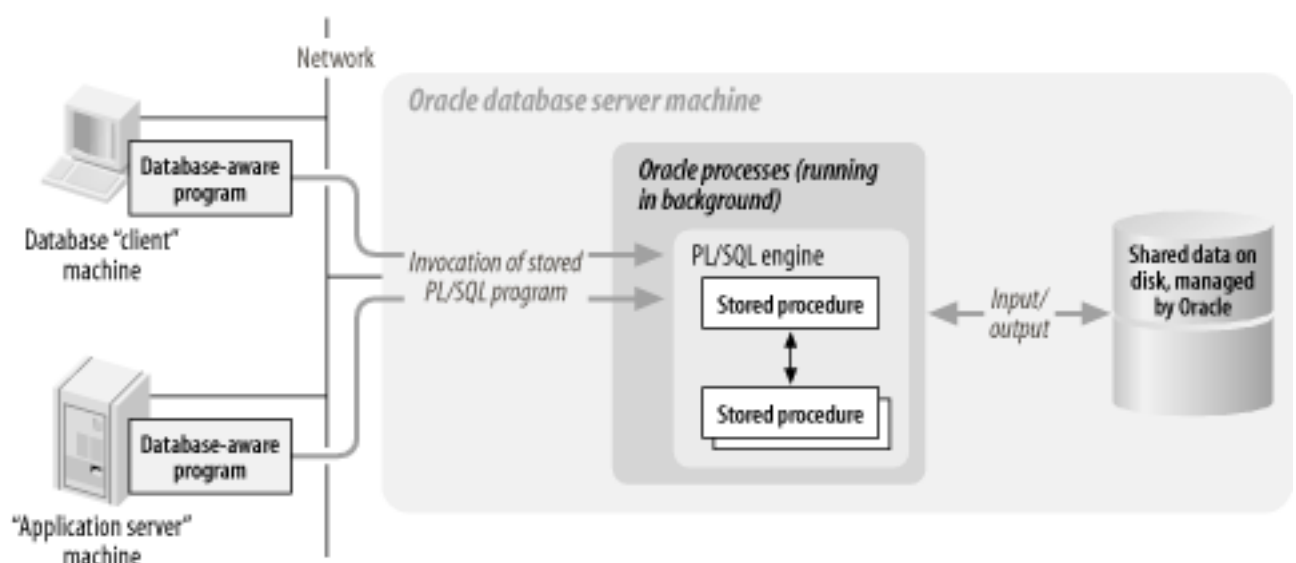 Network
Oracle database server machine
Database-aware
program
Database “client”
machine
Oracle processes (running
in background)
Invocation of stored
PL/SQL program
PL/SQL engine
Stored procedure
Stored procedure
Input/
output
Shared data on
disk, managed
by Oracle
Database-aware
program
“Application server”
machine